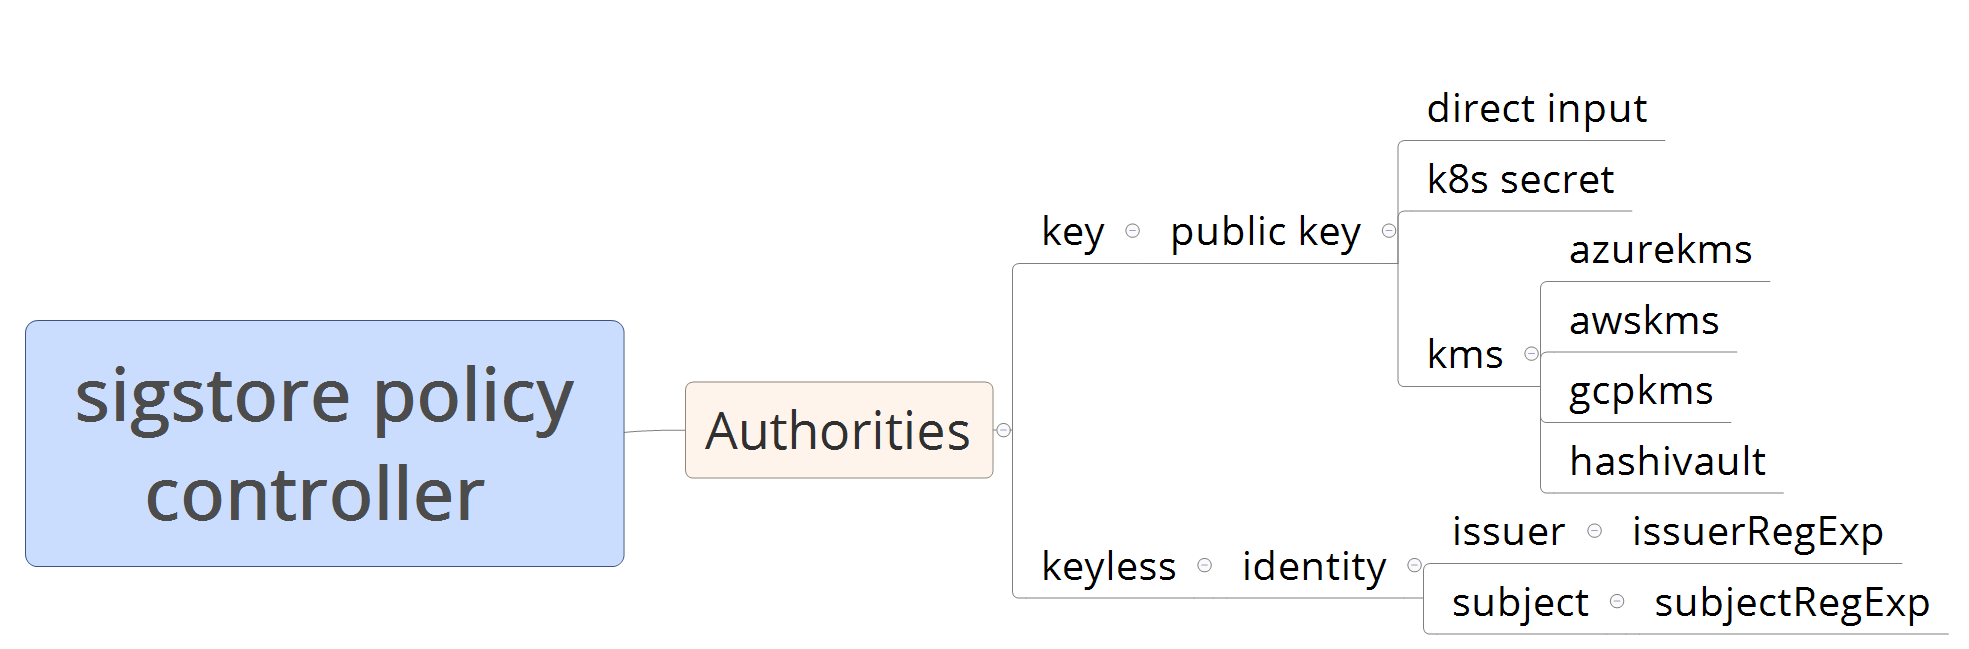 sigstore policy
controller
Authorities
key
public key
direct input
k8s secret
kms
azurekms
awskms
gcpkms
hashivault
keyless
identity
issuer
issuerRegExp
subject
subjectRegExp